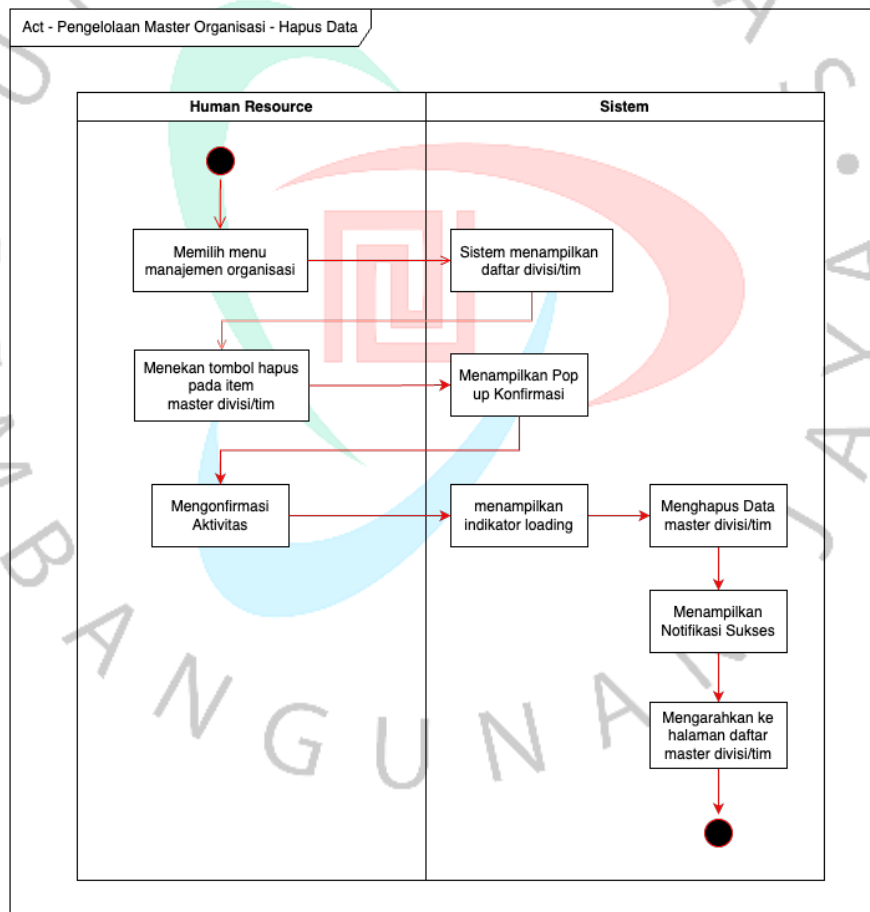 Act - Pengelolaan Master Organisasi - Hapus Data
Human Resource
Sistem
Memilih menu
manajemen organisasi
Sistem menampilkan
daftar divisi/tim
Menekan tombol hapus
pada item
master divisi/tim
Menampilkan Pop
up Konfirmasi
Mengonfirmasi
Aktivitas
menampilkan
indikator loading
Menghapus Data
master divisi/tim
Menampilkan
Notifikasi Sukses
Mengarahkan ke
halaman daftar
master divisi/tim